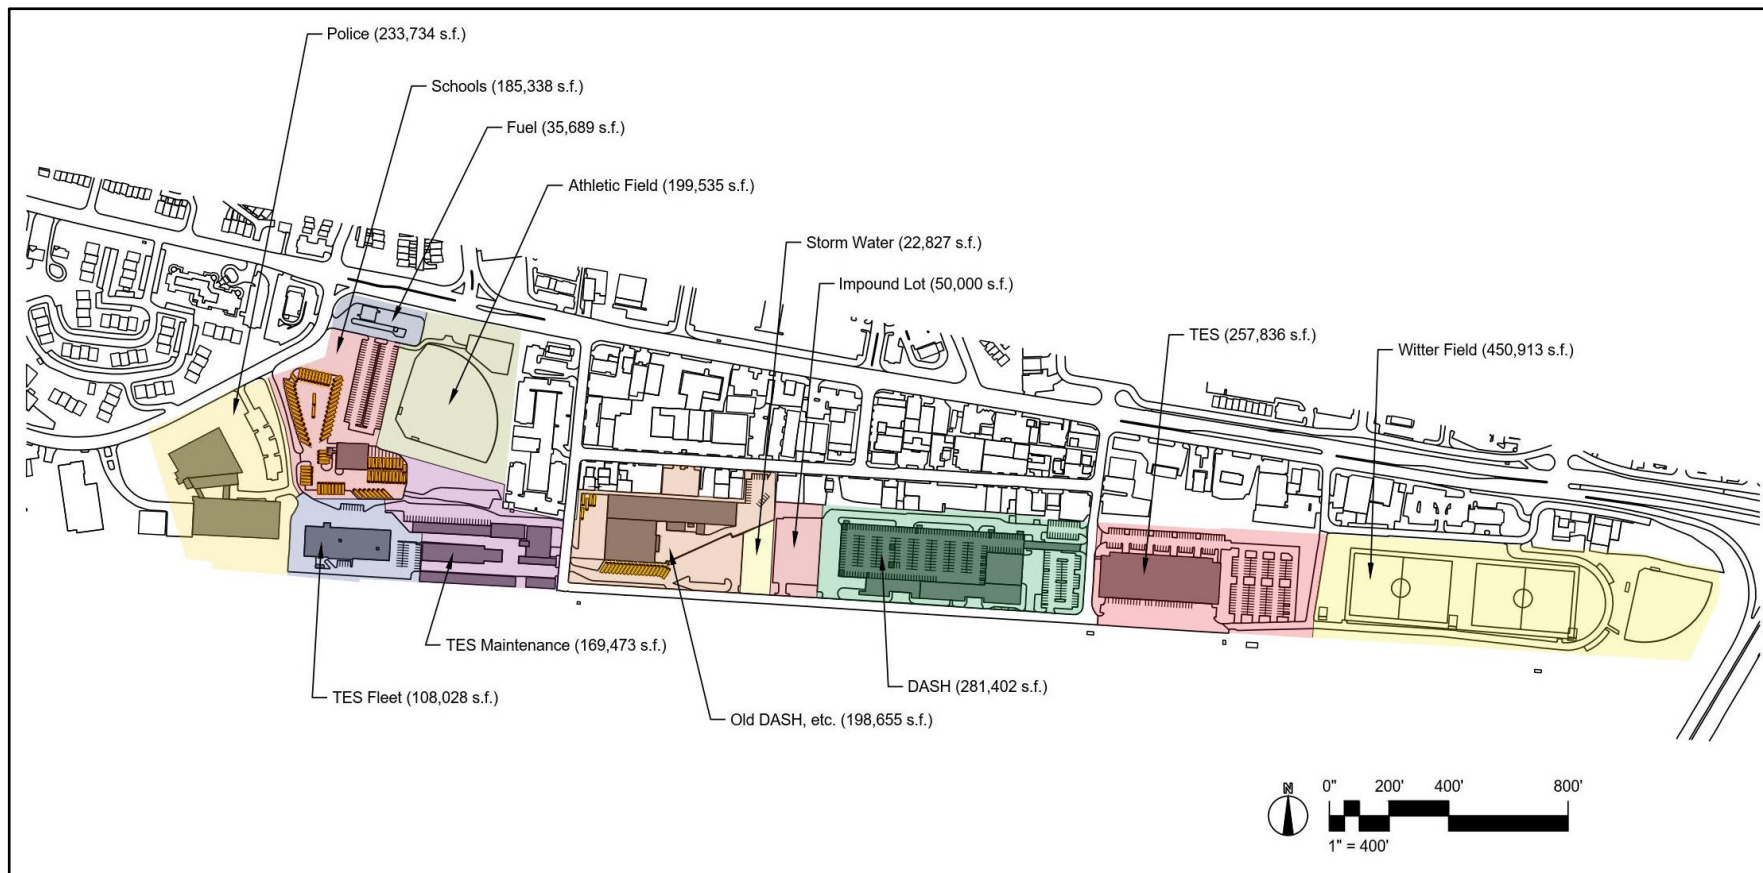 Police (233,734 s.f.)
Schools (185,338 s.f.)
Fuel (35,689 s.f.)
Athletic Field (199,535 s.f.)
Storm Water (22,827 s.f.)
Impound Lot (50,000 s.f.)
TES (257,836 s.f.)
Witter Field (450,913 s.f.)
TES Maintenance (169,473 s.f.)
TES Fleet (108,028 s.f.)
DASH (281,402 s.f.)
Old DASH, etc. (198,655 s.f.)
N
0" 200' 400' 800'
1" = 400'